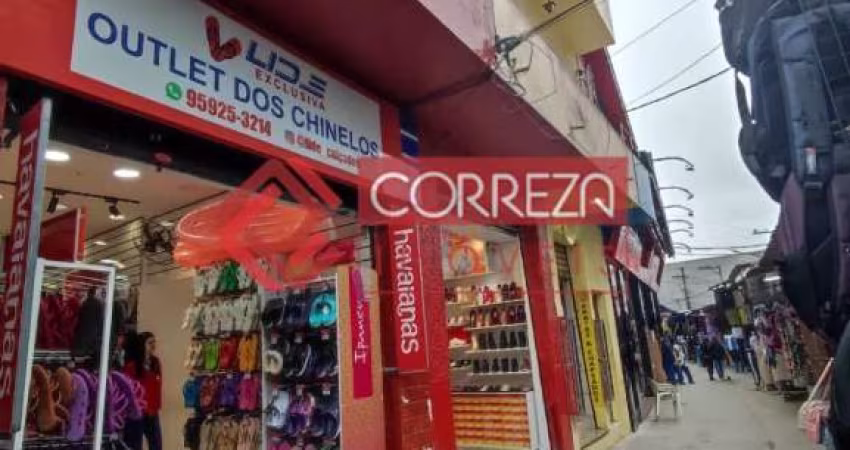 LIDE
EXCLUSIVA
OUTLET DOS CHINELOS
95925-3214
havaianas
CORREZA
havaianas
Ipanema